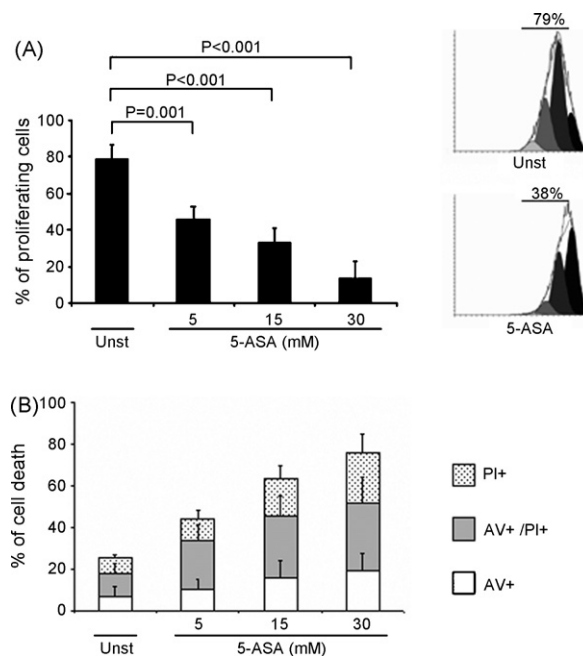 (A)
P<0.001
P<0.001
P=0.001
% of proliferating cells
100
80
60
40
20
0
5 15 30
Unst 5-ASA (mM)
79%
Unst
38%
5-ASA
(B)
% of cell death
100
80
60
40
20
0
5 15 30
Unst 5-ASA (mM)
PI+
AV+ /PI+
AV+